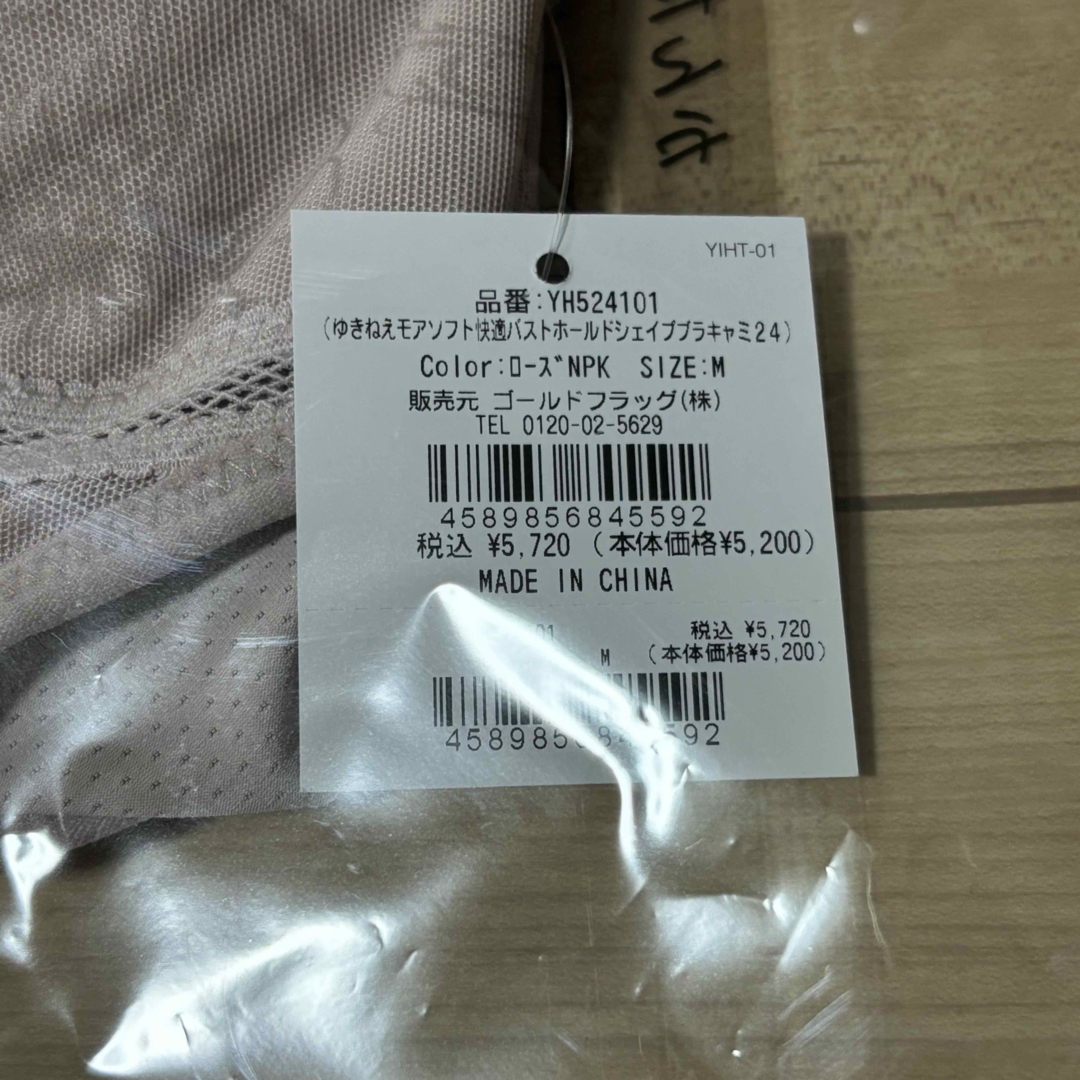 YIHT-01
品番:YH524101
(ゆきねえモアソフト快適バストホールドシェイプブラキャミ24)
Color:ローズNPK SIZE:M
販売元 ゴールドフラッグ(株)
TEL 0120-02-5629
4589856845592
税込 ¥5,720 (本体価格¥5,200)
MADE IN CHINA
01 税込 ¥5,720
M (本体価格¥5,200)
4589856845592